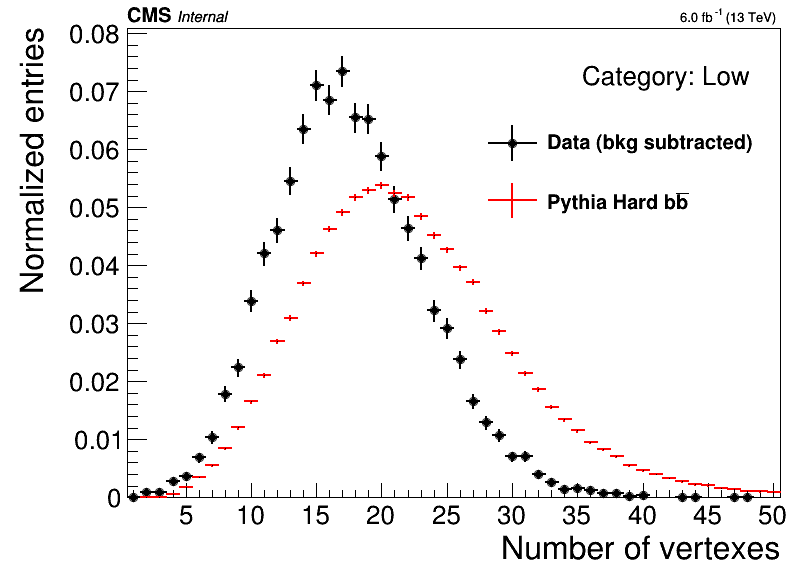 CMS Internal
6.0 fb⁻¹ (13 TeV)
Normalized entries
0.08
0.07
0.06
0.05
0.04
0.03
0.02
0.01
0
Category: Low
Data (bkg subtracted)
Pythia Hard bb̅
5 10 15 20 25 30 35 40 45 50
Number of vertexes